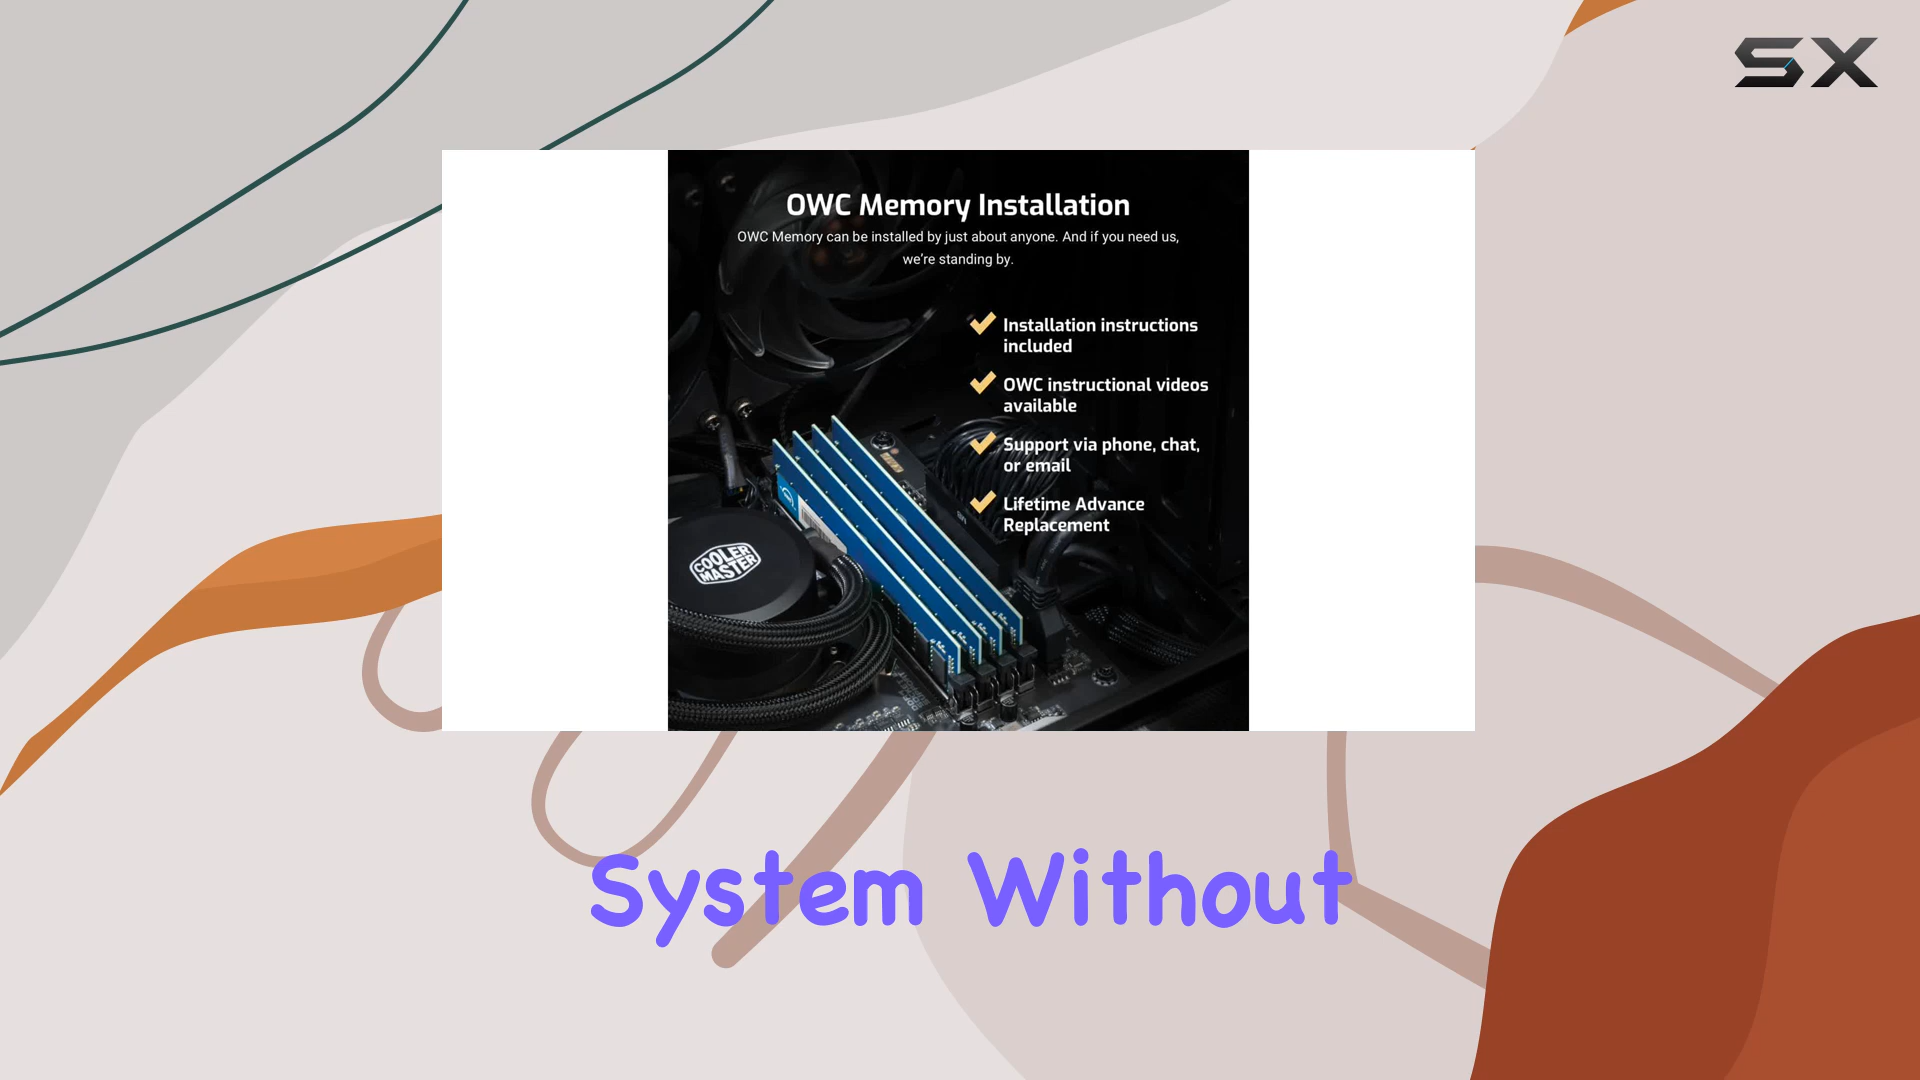 SX
OWC Memory Installation
OWC Memory can be installed by just about anyone. And if you need us,
we're standing by.
Installation instructions
included
OWC instructional videos
available
Support via phone, chat,
or email
Lifetime Advance
Replacement
COOLER
MASTER
System Without